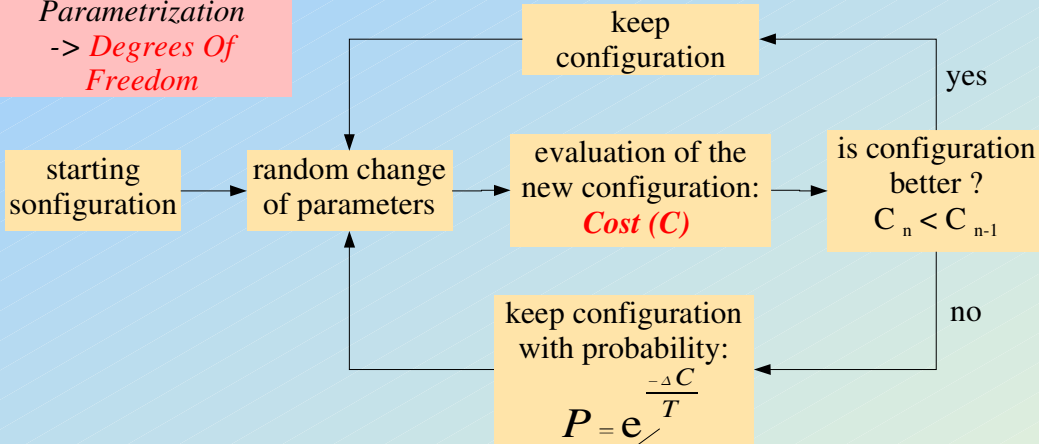 Parametrization
-> Degrees Of
Freedom
keep
configuration
yes
starting
sonfiguration
random change
of parameters
evaluation of the
new configuration:
Cost (C)
is configuration
better ?
C n < C n-1
no
keep configuration
with probability:
P = e -ΔC/T